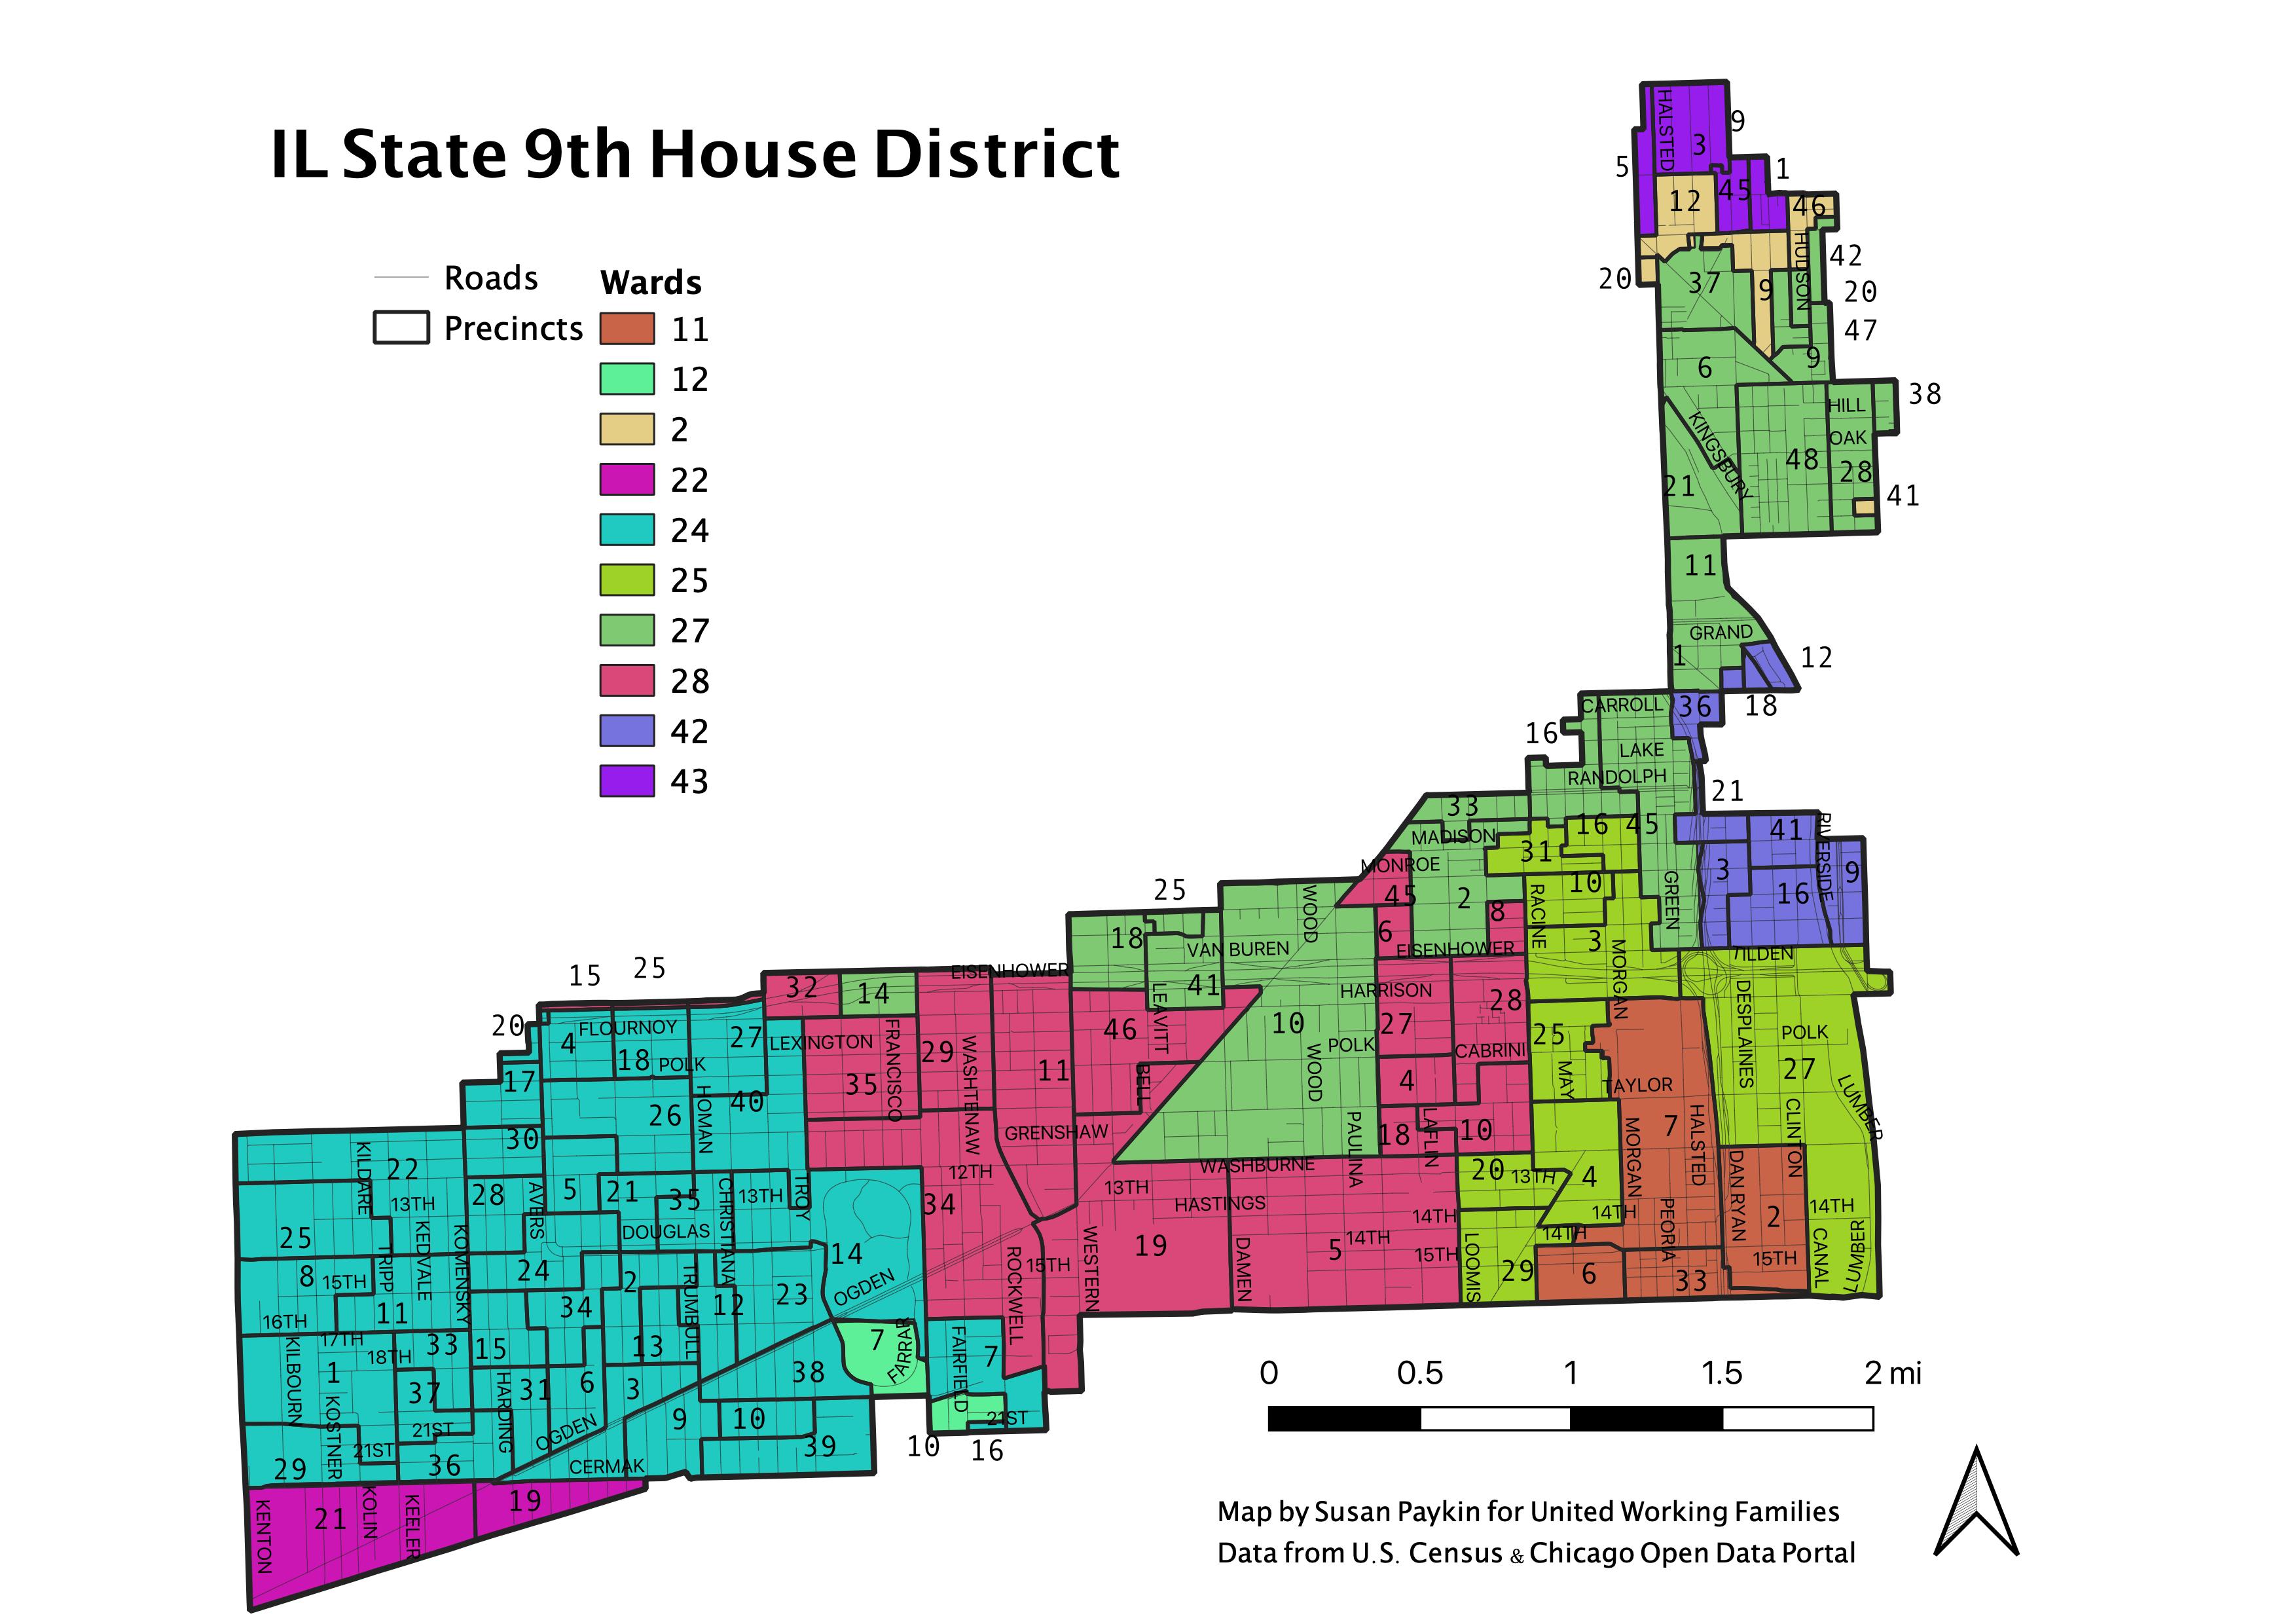 IL State 9th House District
Roads
Precincts
Wards
11
12
2
22
24
25
27
28
42
43
HALSTED
9
3
5
1
45
12
46
HUDSON
42
20
37
9
20
47
9
6
38
HILL
KINGSBURY
OAK
48
28
21
41
11
GRAND
1
12
36
18
CARROLL
16
LAKE
RANDOLPH
21
33
16
45
41
RIVERSIDE
MADISON
31
MONROE
3
9
10
25
WOOD
45
2
8
RACINE
GREEN
16
18
6
3
VAN BUREN
EISENHOWER
MORGAN
TILDEN
15
25
EISENHOWER
32
14
41
LEAVITT
HARRISON
28
DESPLAINES
20
4
FLOURNOY
27
LEXINGTON
FRANCISCO
46
10
27
25
POLK
18
POLK
29
WASHTENAW
WOOD
POLK
CABRINI
17
35
11
BELL
4
MAY
TAYLOR
27
LUMBER
26
HOMAN
40
PAULINA
LAFLIN
MORGAN
7
HALSTED
CLINTON
30
GRENSHAW
18
10
KILDARE
22
12TH
WASHBURNE
20
13TH
4
DAN RYAN
28
AVERS
5
21
35
CHRISTIANA
13TH
TROY
13TH
HASTINGS
13TH
34
14TH
14TH
PEORIA
2
14TH
25
KEDVALE
KOMENSKY
DOUGLAS
14
ROCKWELL
15TH
WESTERN
19
DAMEN
5
14TH
15TH
LOOMIS
14TH
15TH
CANAL
LUMBER
8
15TH
TRIPP
24
2
TRUMBULL
12
23
OGDEN
29
6
33
11
34
16TH
17TH
18TH
33
15
13
7
FARRAR
FAIRFIELD
7
KILBOURN
1
37
HARDING
31
6
3
38
0
0.5
1
1.5
2 mi
KOSTNER
21ST
21ST
OGDEN
9
10
21ST
29
36
CERMAK
39
10
16
KENTON
21
KOLIN
KEELER
19
Map by Susan Paykin for United Working Families
Data from U.S. Census & Chicago Open Data Portal